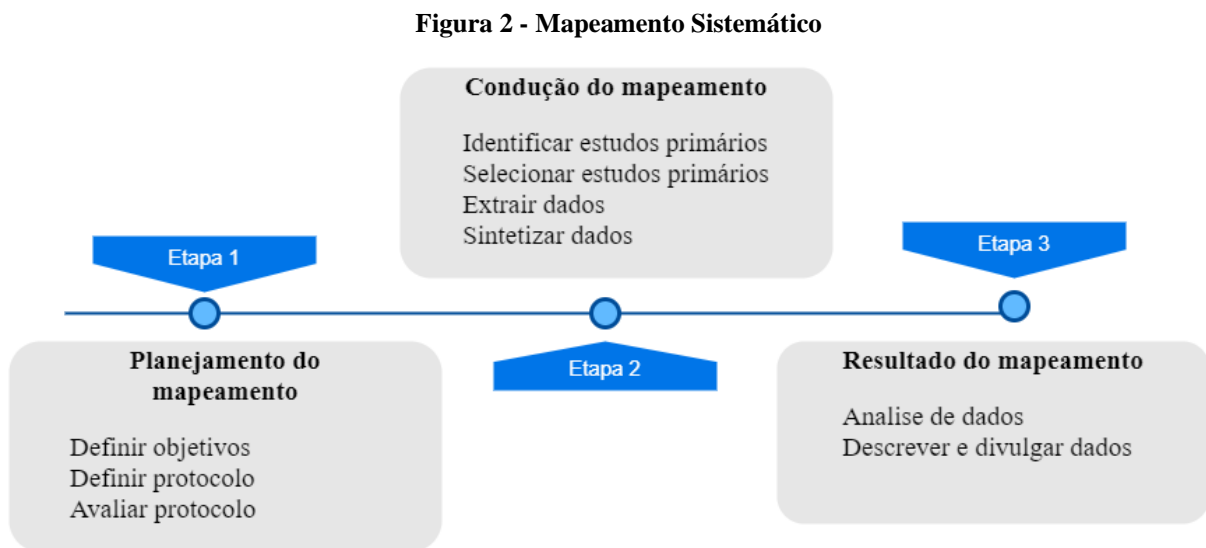 Figura 2 - Mapeamento Sistemático
Etapa 1
Planejamento do
mapeamento
Definir objetivos
Definir protocolo
Avaliar protocolo
Condução do mapeamento
Identificar estudos primários
Selecionar estudos primários
Extrair dados
Sintetizar dados
Etapa 2
Etapa 3
Resultado do mapeamento
Analise de dados
Descrever e divulgar dados